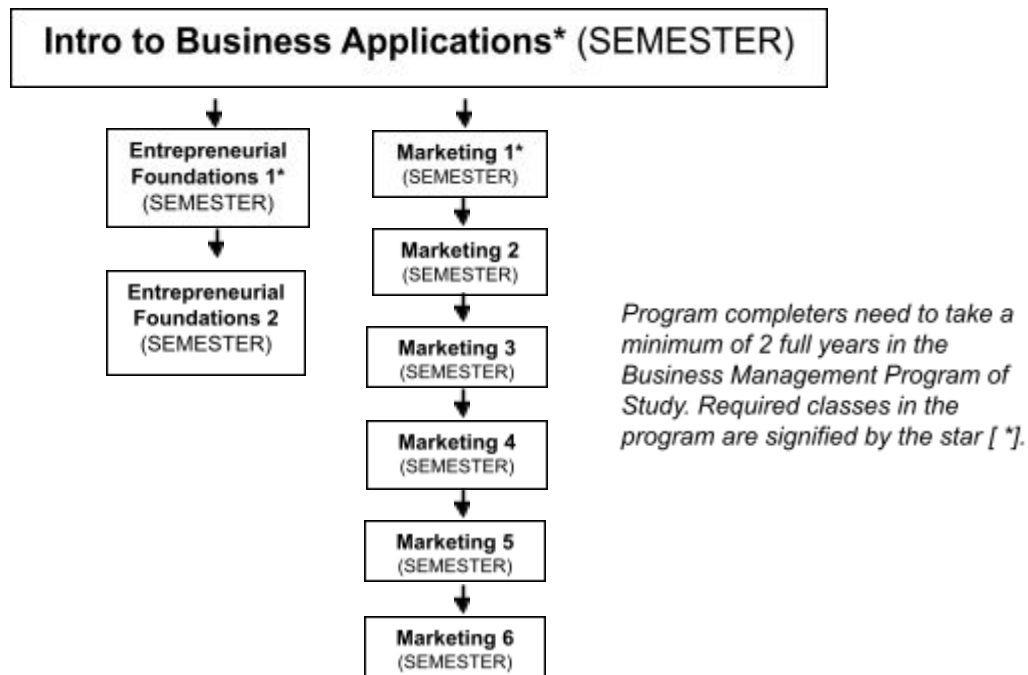 Intro to Business Applications* (SEMESTER)
Entrepreneurial
Foundations 1*
(SEMESTER)
Entrepreneurial
Foundations 2
(SEMESTER)
Marketing 1*
(SEMESTER)
Marketing 2
(SEMESTER)
Marketing 3
(SEMESTER)
Marketing 4
(SEMESTER)
Marketing 5
(SEMESTER)
Marketing 6
(SEMESTER)
Program completers need to take a
minimum of 2 full years in the
Business Management Program of
Study. Required classes in the
program are signified by the star [ *].